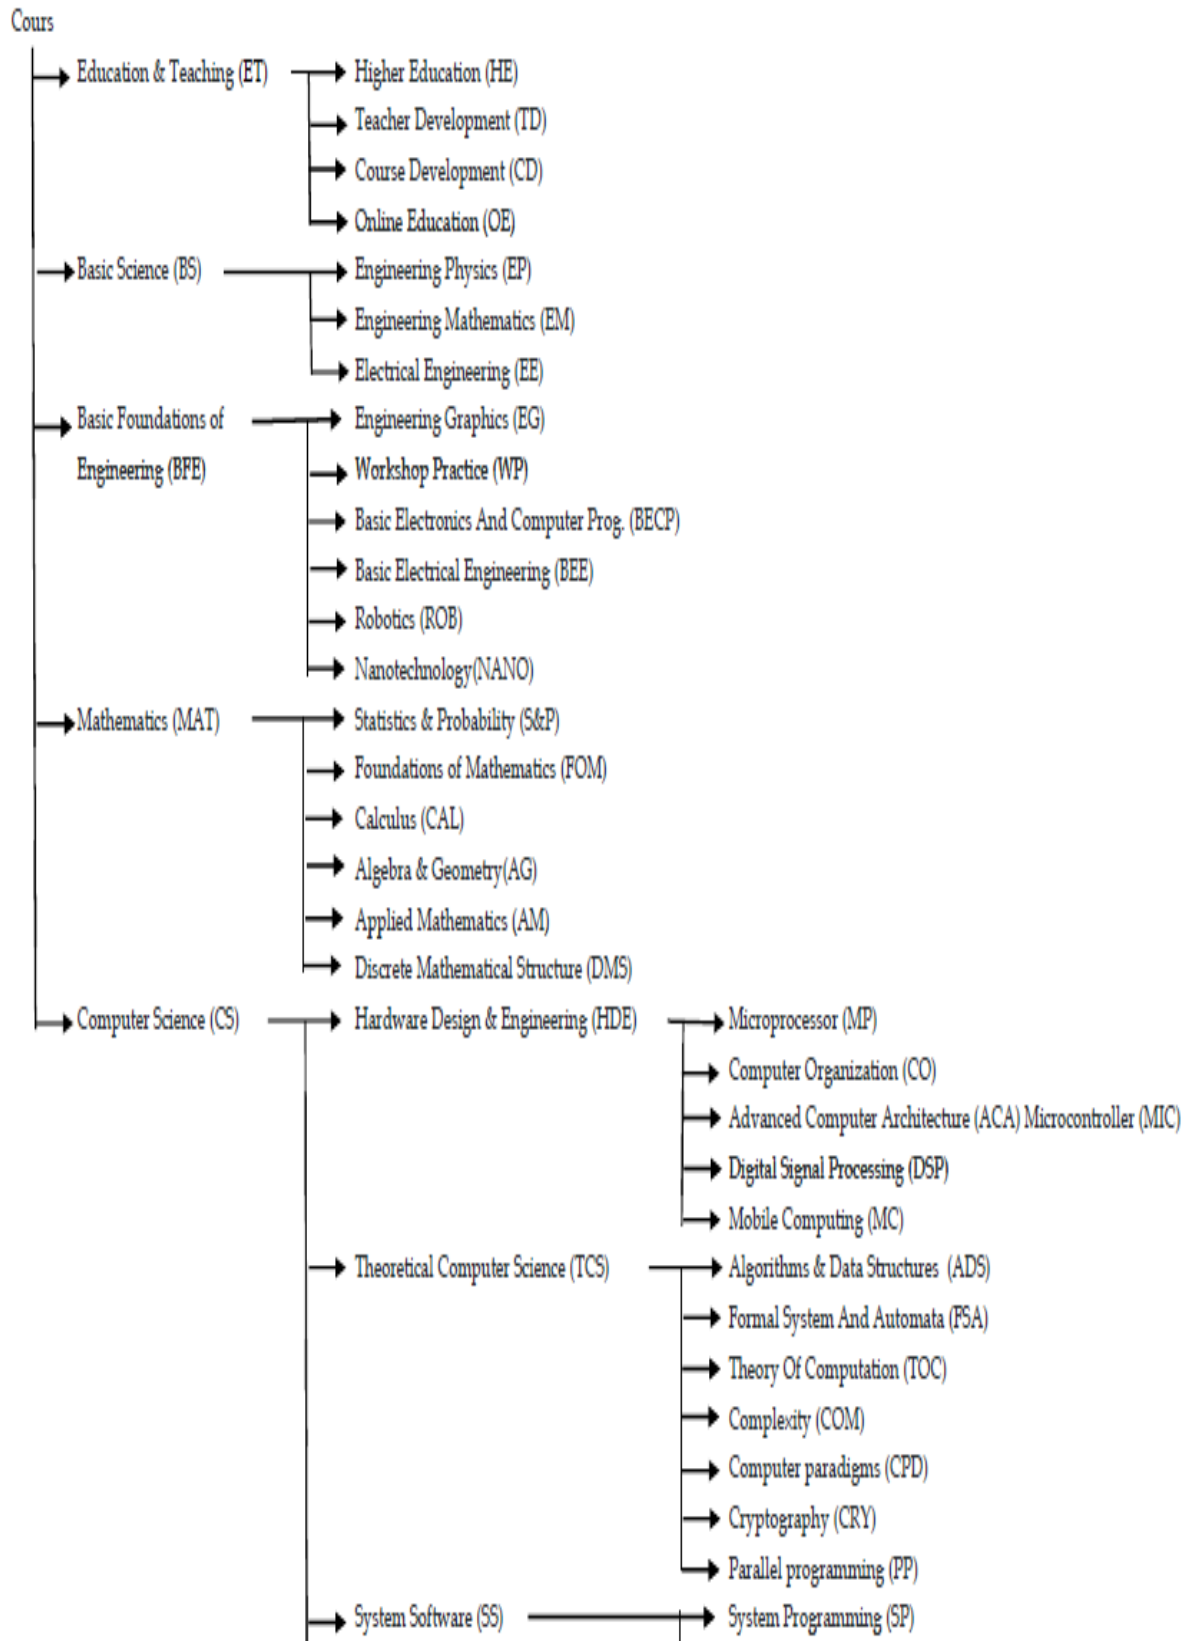 Cours
Education & Teaching (ET)
Higher Education (HE)
Teacher Development (TD)
Course Development (CD)
Online Education (OE)
Basic Science (BS)
Engineering Physics (EP)
Engineering Mathematics (EM)
Electrical Engineering (EE)
Basic Foundations of
Engineering (BFE)
Engineering Graphics (EG)
Workshop Practice (WP)
Basic Electronics And Computer Prog. (BECP)
Basic Electrical Engineering (BEE)
Robotics (ROB)
Nanotechnology(NANO)
Mathematics (MAT)
Statistics & Probability (S&P)
Foundations of Mathematics (FOM)
Calculus (CAL)
Algebra & Geometry(AG)
Applied Mathematics (AM)
Discrete Mathematical Structure (DMS)
Computer Science (CS)
Hardware Design & Engineering (HDE)
Microprocessor (MP)
Computer Organization (CO)
Advanced Computer Architecture (ACA) Microcontroller (MIC)
Digital Signal Processing (DSP)
Mobile Computing (MC)
Theoretical Computer Science (TCS)
Algorithms & Data Structures (ADS)
Formal System And Automata (FSA)
Theory Of Computation (TOC)
Complexity (COM)
Computer paradigms (CPD)
Cryptography (CRY)
Parallel programming (PP)
System Software (SS)
System Programming (SP)